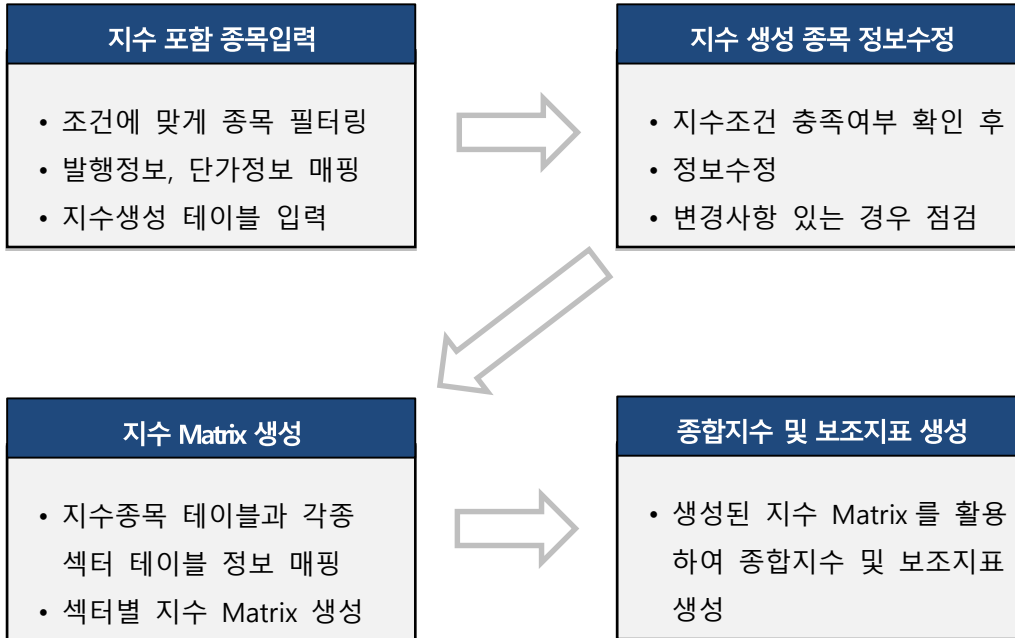 지수 포함 종목입력
• 조건에 맞게 종목 필터링
• 발행정보, 단가정보 매핑
• 지수생성 테이블 입력
지수 생성 종목 정보수정
• 지수조건 충족여부 확인 후
• 정보수정
• 변경사항 있는 경우 점검
지수 Matrix 생성
• 지수종목 테이블과 각종
섹터 테이블 정보 매핑
• 섹터별 지수 Matrix 생성
종합지수 및 보조지표 생성
• 생성된 지수 Matrix 를 활용
하여 종합지수 및 보조지표
생성